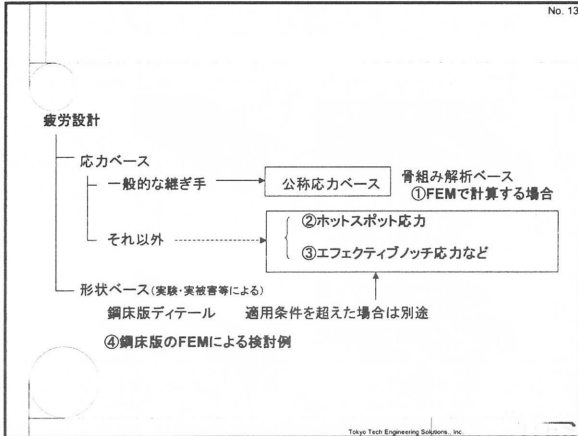 No. 13
疲労設計
応力ベース
一般的な継ぎ手
公称応力ベース
骨組み解析ベース
①FEMで計算する場合
それ以外
②ホットスポット応力
③エフェクティブノッチ応力など
形状ベース(実験・実被害等による)
鋼床版ディテール 適用条件を超えた場合は別途
④鋼床版のFEMによる検討例
Tokyo Tech Engineering Solutions., Inc.